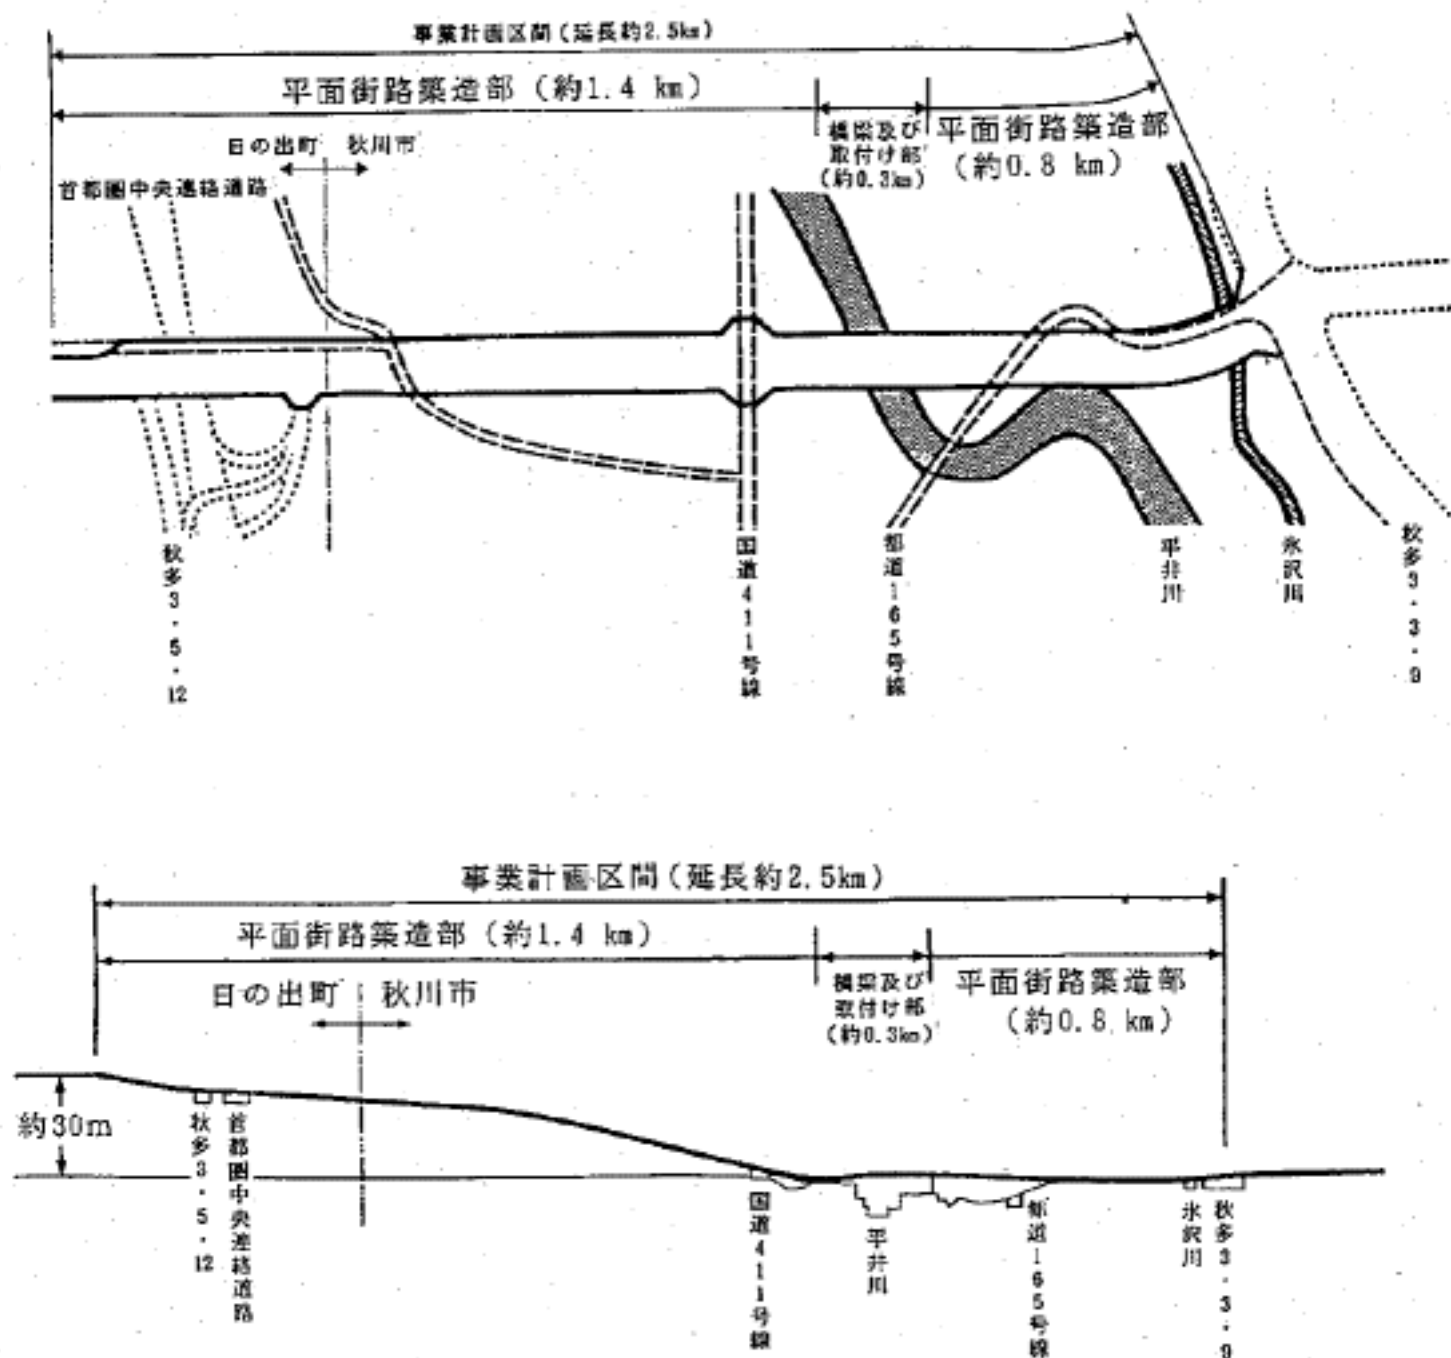 事業計画区間(延長約2.5km)
平面街路築造部(約1.4 km)
橋梁及び
取付け部
(約0.3km)
平面街路築造部
(約0.8 km)
日の出町 秋川市
首都圏中央連絡道路
秋多3・5・12
国道411号線
都道165号線
平井川
氷沢川
秋多3・3・9
事業計画区間(延長約2.5km)
平面街路築造部(約1.4 km)
橋梁及び
取付け部
(約0.3km)
平面街路築造部
(約0.8 km)
日の出町 秋川市
約30m
秋多3・5・12
首都圏中央連絡道路
国道411号線
平井川
都道165号線
氷沢川
秋多3・3・9